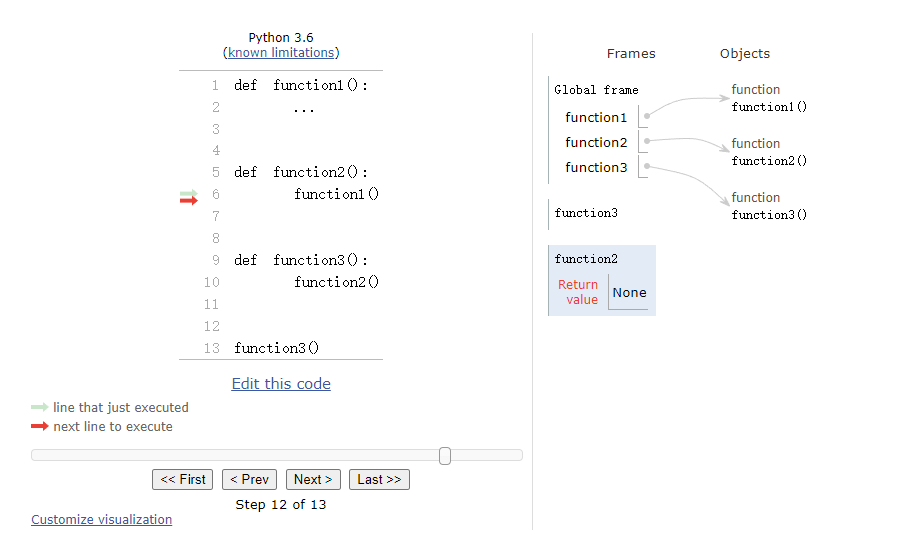 Python 3.6
(known limitations)
1 def function1():
2 ...
3
4
5 def function2():
6 function1()
7
8
9 def function3():
10 function2()
11
12
13 function3()
Edit this code
line that just executed
next line to execute
<< First < Prev Next > Last >>
Step 12 of 13
Customize visualization
Frames Objects
Global frame
function1
function2
function3
function
function1()
function
function2()
function
function3()
function3
function2
Return
value
None